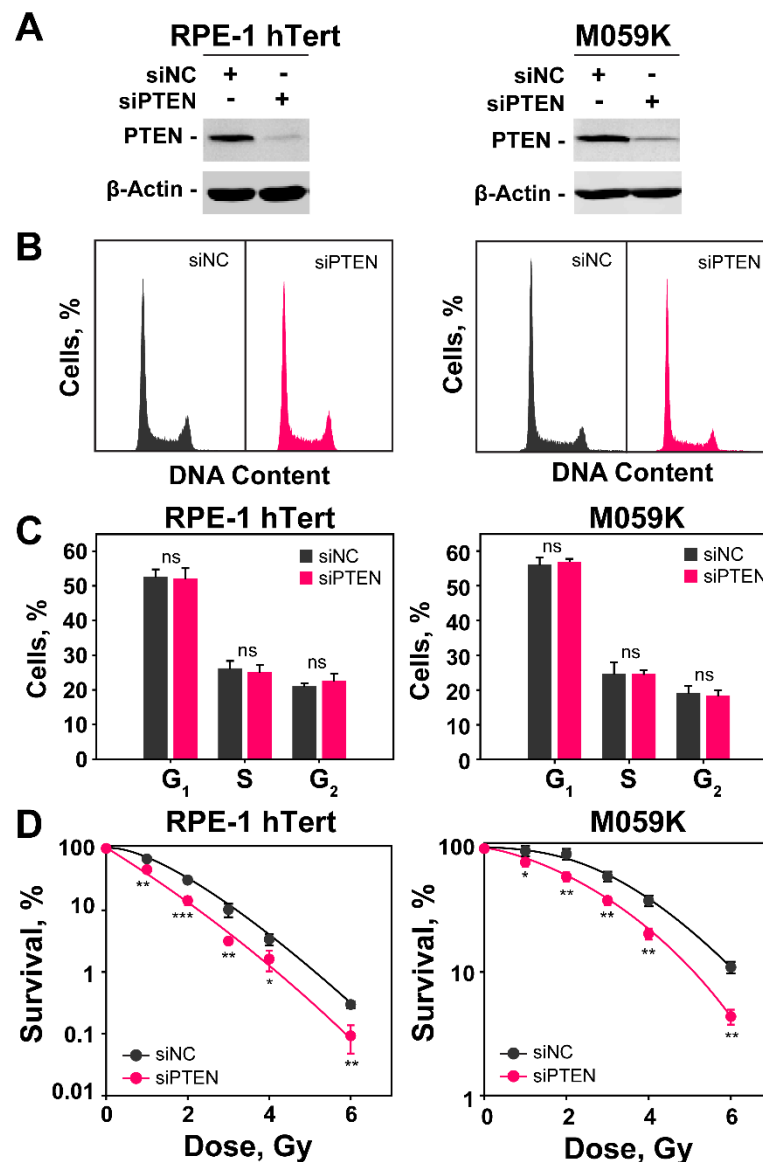 A
RPE-1 hTert
M059K
siNC + -
siPTEN - +
siNC + -
siPTEN - +
PTEN -
PTEN -
β-Actin -
β-Actin -
B
siNC
siPTEN
siNC
siPTEN
Cells, %
Cells, %
DNA Content
DNA Content
C
RPE-1 hTert
M059K
siNC
siPTEN
siNC
siPTEN
ns
ns
ns
ns
ns
ns
Cells, %
60
50
40
30
20
10
0
G₁
S
G₂
Cells, %
60
50
40
30
20
10
0
G₁
S
G₂
D
RPE-1 hTert
M059K
Survival, %
100
10
1
0.1
0.01
**
***
**
*
**
siNC
siPTEN
0
2
4
6
Dose, Gy
Survival, %
100
10
1
*
**
**
**
**
siNC
siPTEN
0
2
4
6
Dose, Gy